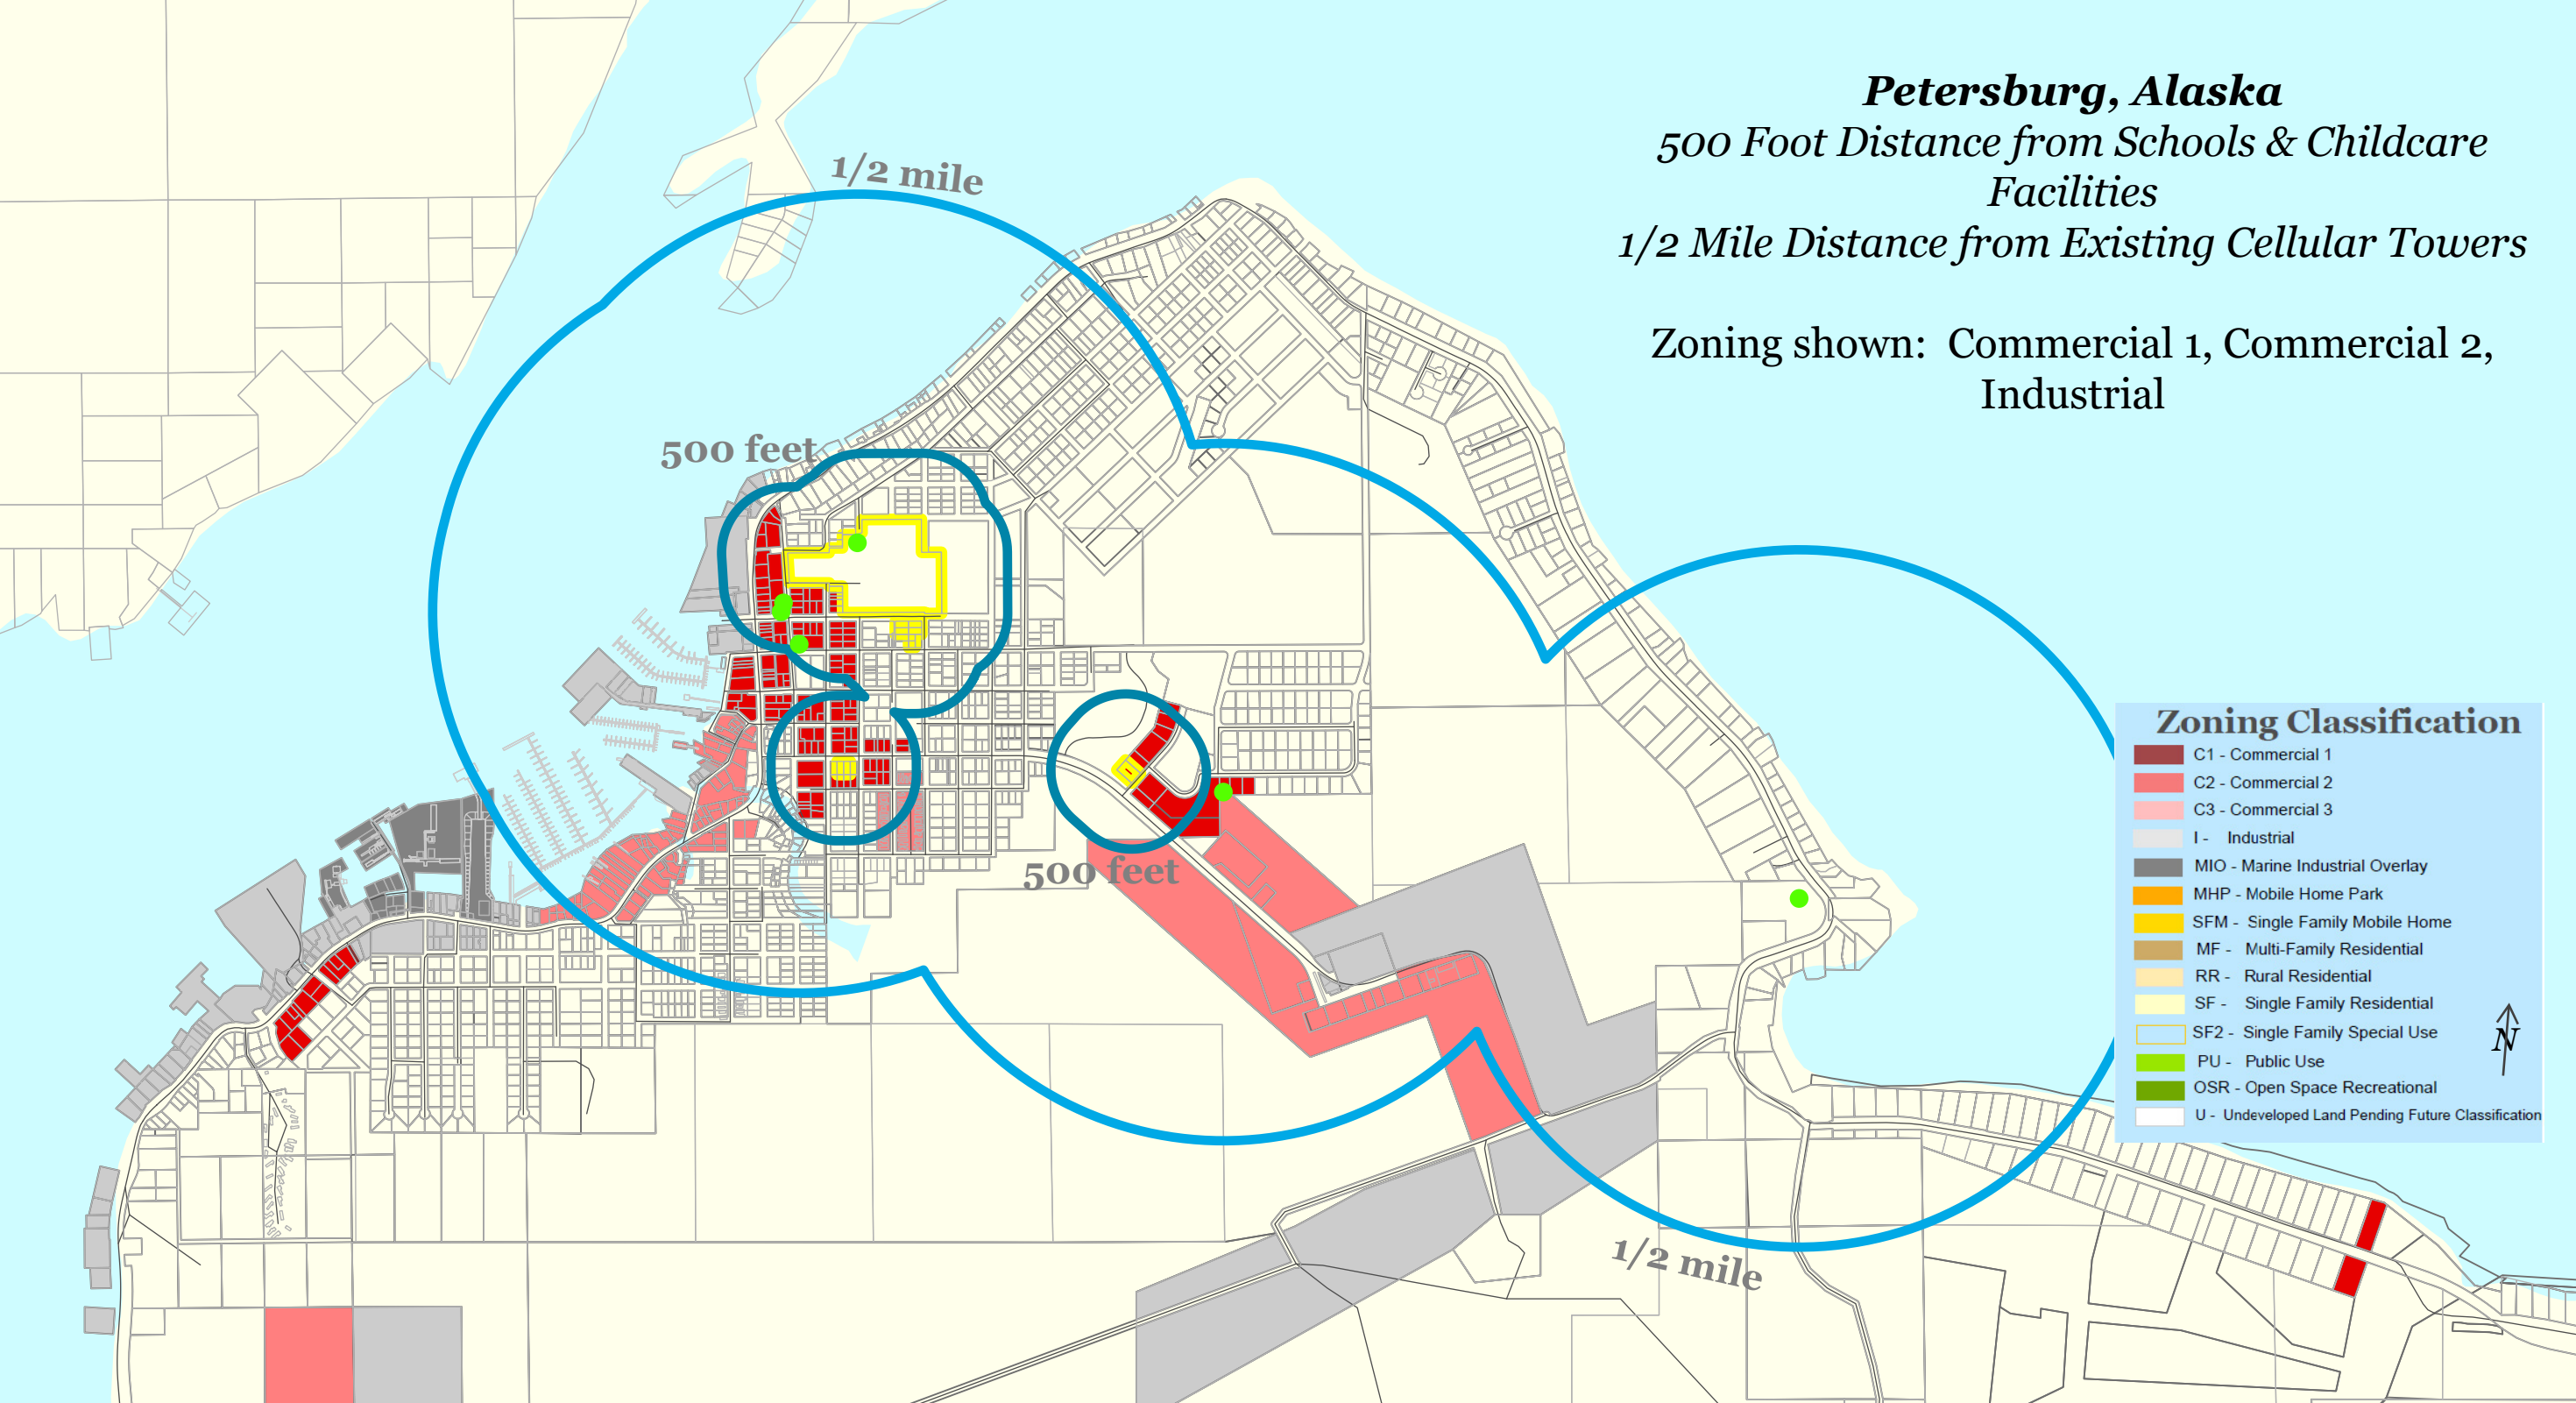 Petersburg, Alaska
500 Foot Distance from Schools & Childcare
Facilities
1/2 Mile Distance from Existing Cellular Towers
Zoning shown: Commercial 1, Commercial 2,
Industrial
1/2 mile
500 feet
500 feet
1/2 mile
Zoning Classification
C1 - Commercial 1
C2 - Commercial 2
C3 - Commercial 3
I - Industrial
MIO - Marine Industrial Overlay
MHP - Mobile Home Park
SFM - Single Family Mobile Home
MF - Multi-Family Residential
RR - Rural Residential
SF - Single Family Residential
SF2 - Single Family Special Use
PU - Public Use
OSR - Open Space Recreational
U - Undeveloped Land Pending Future Classification
N